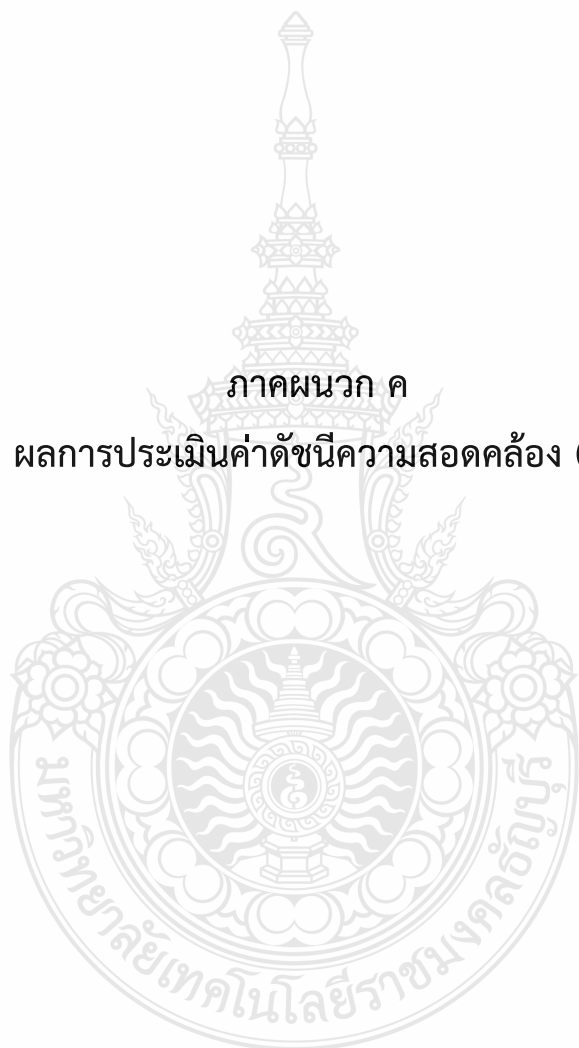 ภาคผนวก ค
ผลการประเมินค่าดัชนีความสอดคล้อง
มหาวิทยาลัยเทคโนโลยีราชมงคลธัญบุรี